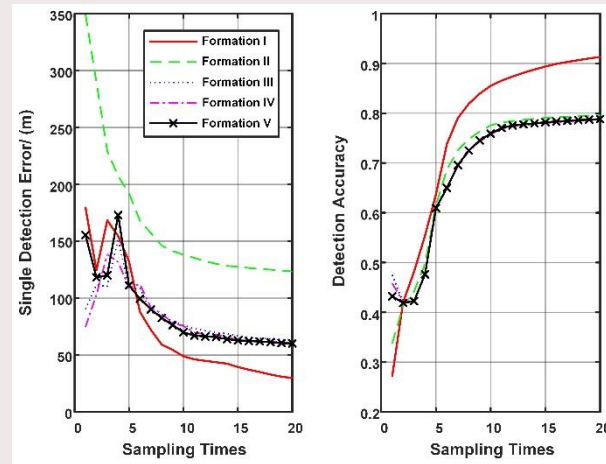 350
300
250
200
150
100
50
0
Single Detection Error/ (m)
Formation I
Formation II
Formation III
Formation IV
Formation V
0 5 10 15 20
Sampling Times
0.9
0.8
0.7
0.6
0.5
0.4
0.3
0.2
1
Detection Accuracy
0 5 10 15 20
Sampling Times